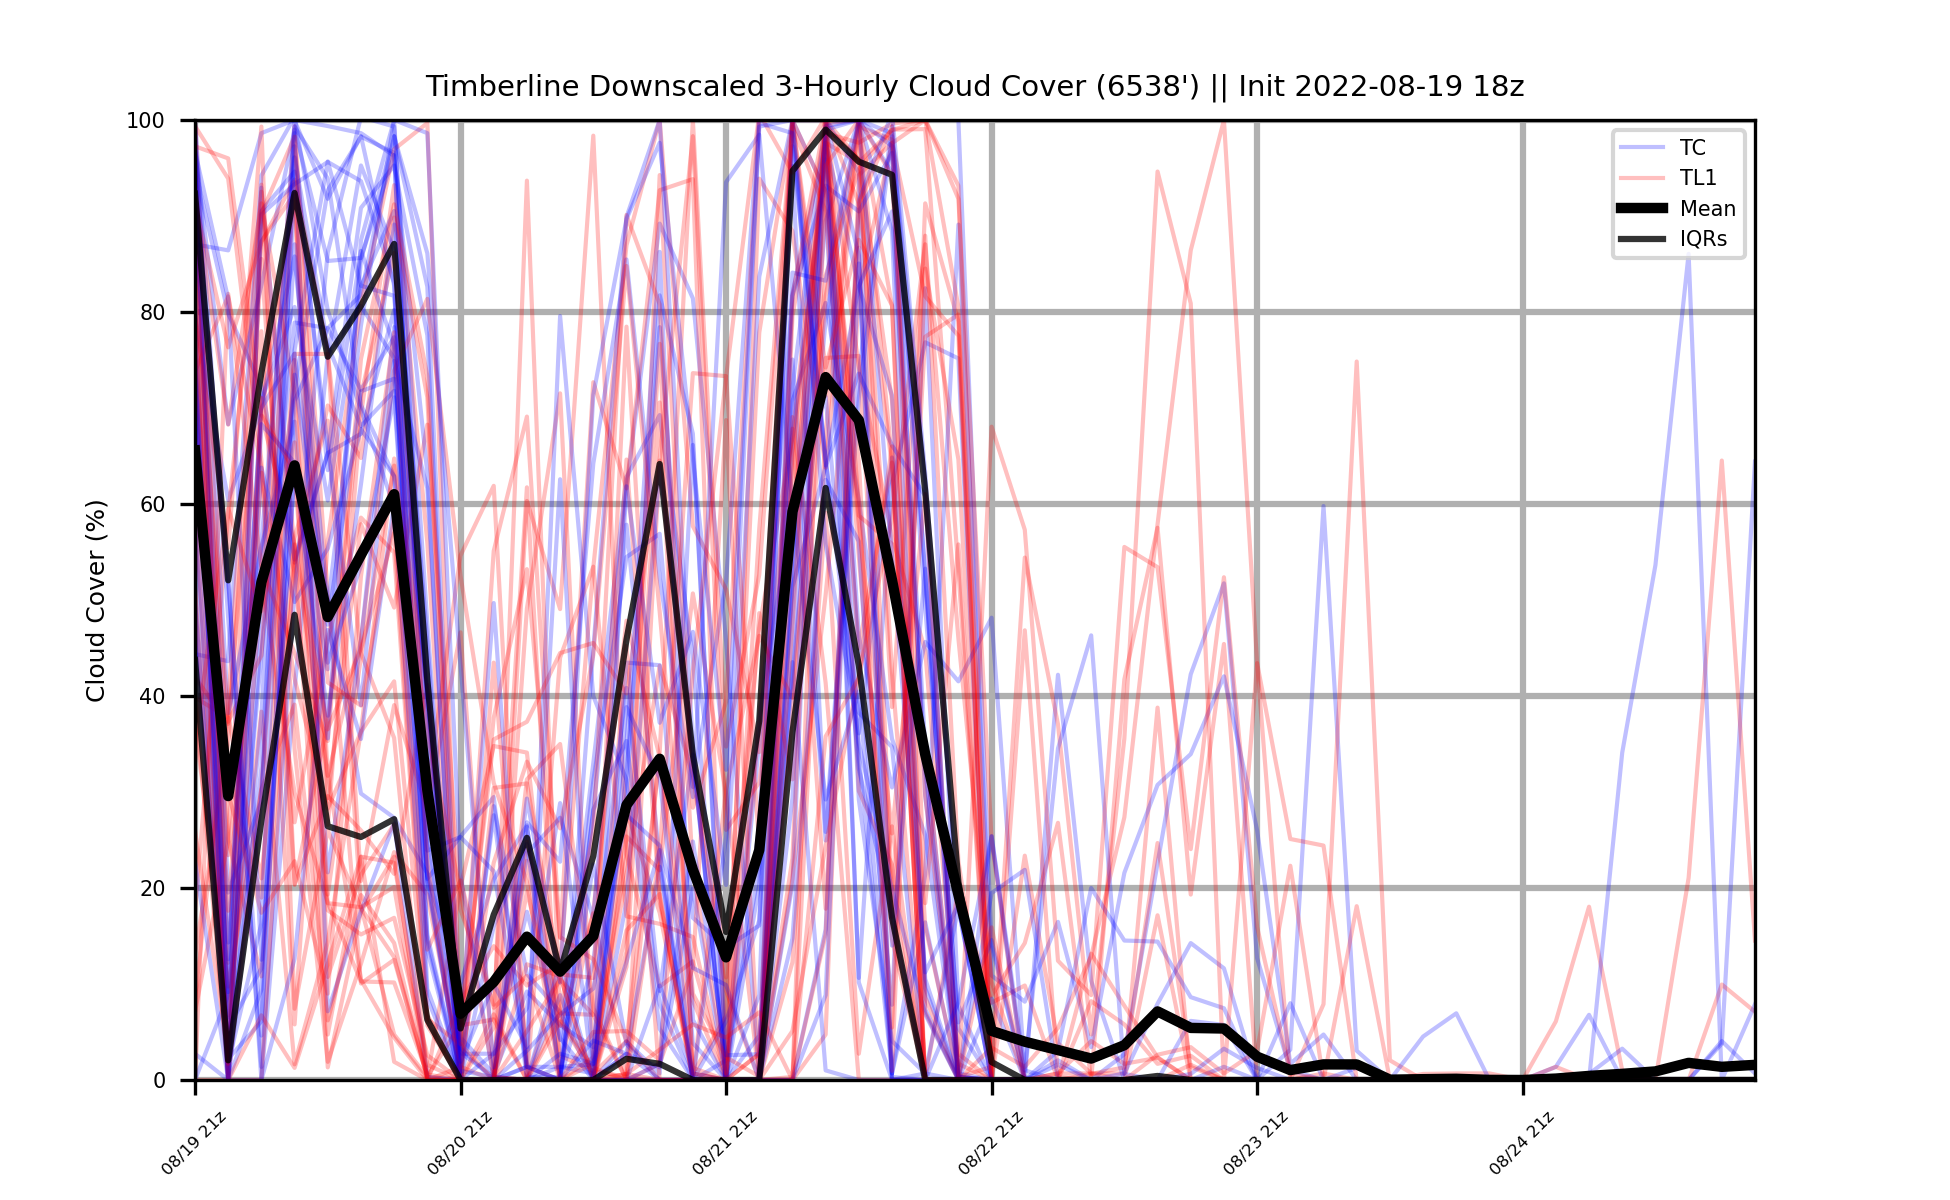 Timberline Downscaled 3-Hourly Cloud Cover (6538') || Init 2022-08-19 18z
Cloud Cover (%)
100
80
60
40
20
0
TC
TL1
Mean
IQRs
08/19 21z
08/20 21z
08/21 21z
08/22 21z
08/23 21z
08/24 21z